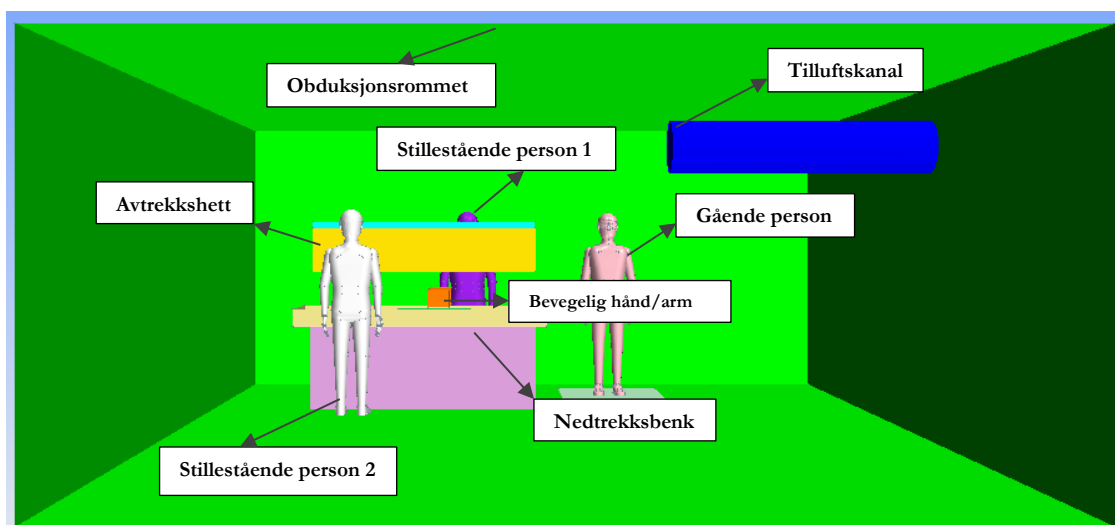 Obduksjonsrommet
Tilluftskanal
Stillestående person 1
Avtrekkshett
Gående person
Bevegelig hånd/arm
Nedtrekksbenk
Stillestående person 2